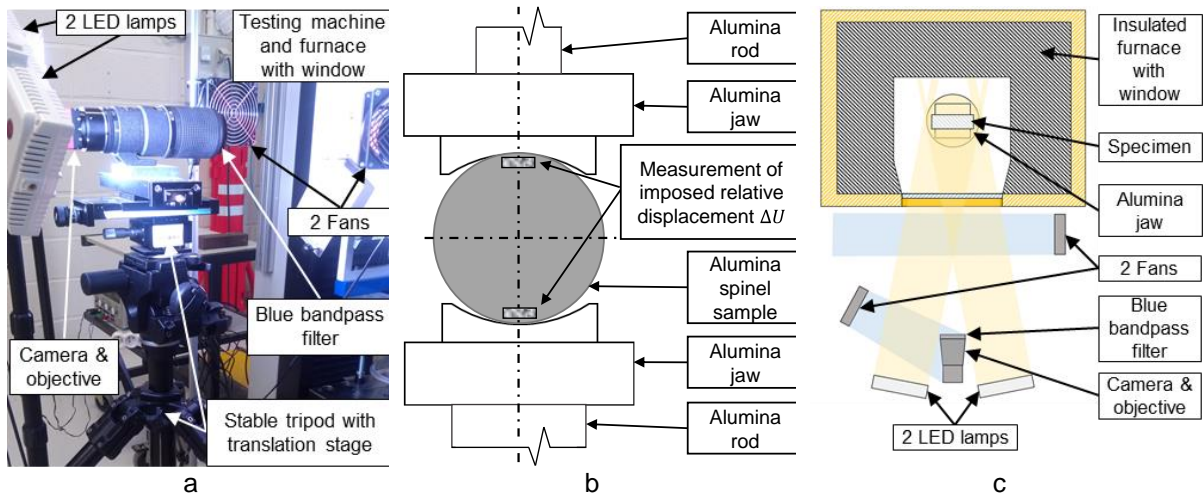 2 LED lamps
Testing machine
and furnace
with window
2 Fans
Blue bandpass
filter
Camera &
objective
Stable tripod with
translation stage
a
Alumina
rod
Alumina
jaw
Measurement of
imposed relative
displacement ΔU
Alumina
spinel
sample
Alumina
jaw
Alumina
rod
b
Insulated
furnace with
window
Specimen
Alumina
jaw
2 Fans
Blue
bandpass
filter
Camera &
objective
2 LED lamps
c